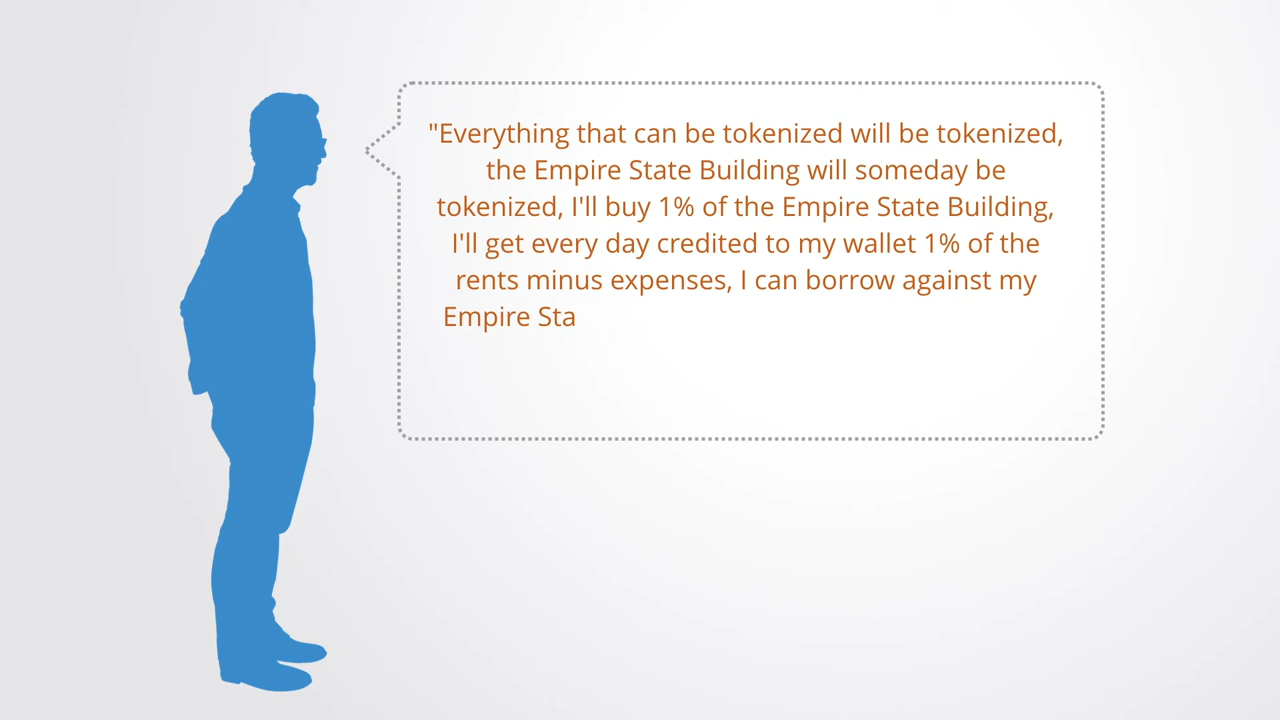 "Everything that can be tokenized will be tokenized,
the Empire State Building will someday be
tokenized, I'll buy 1% of the Empire State Building,
I'll get every day credited to my wallet 1% of the
rents minus expenses, I can borrow against my
Empire Sta